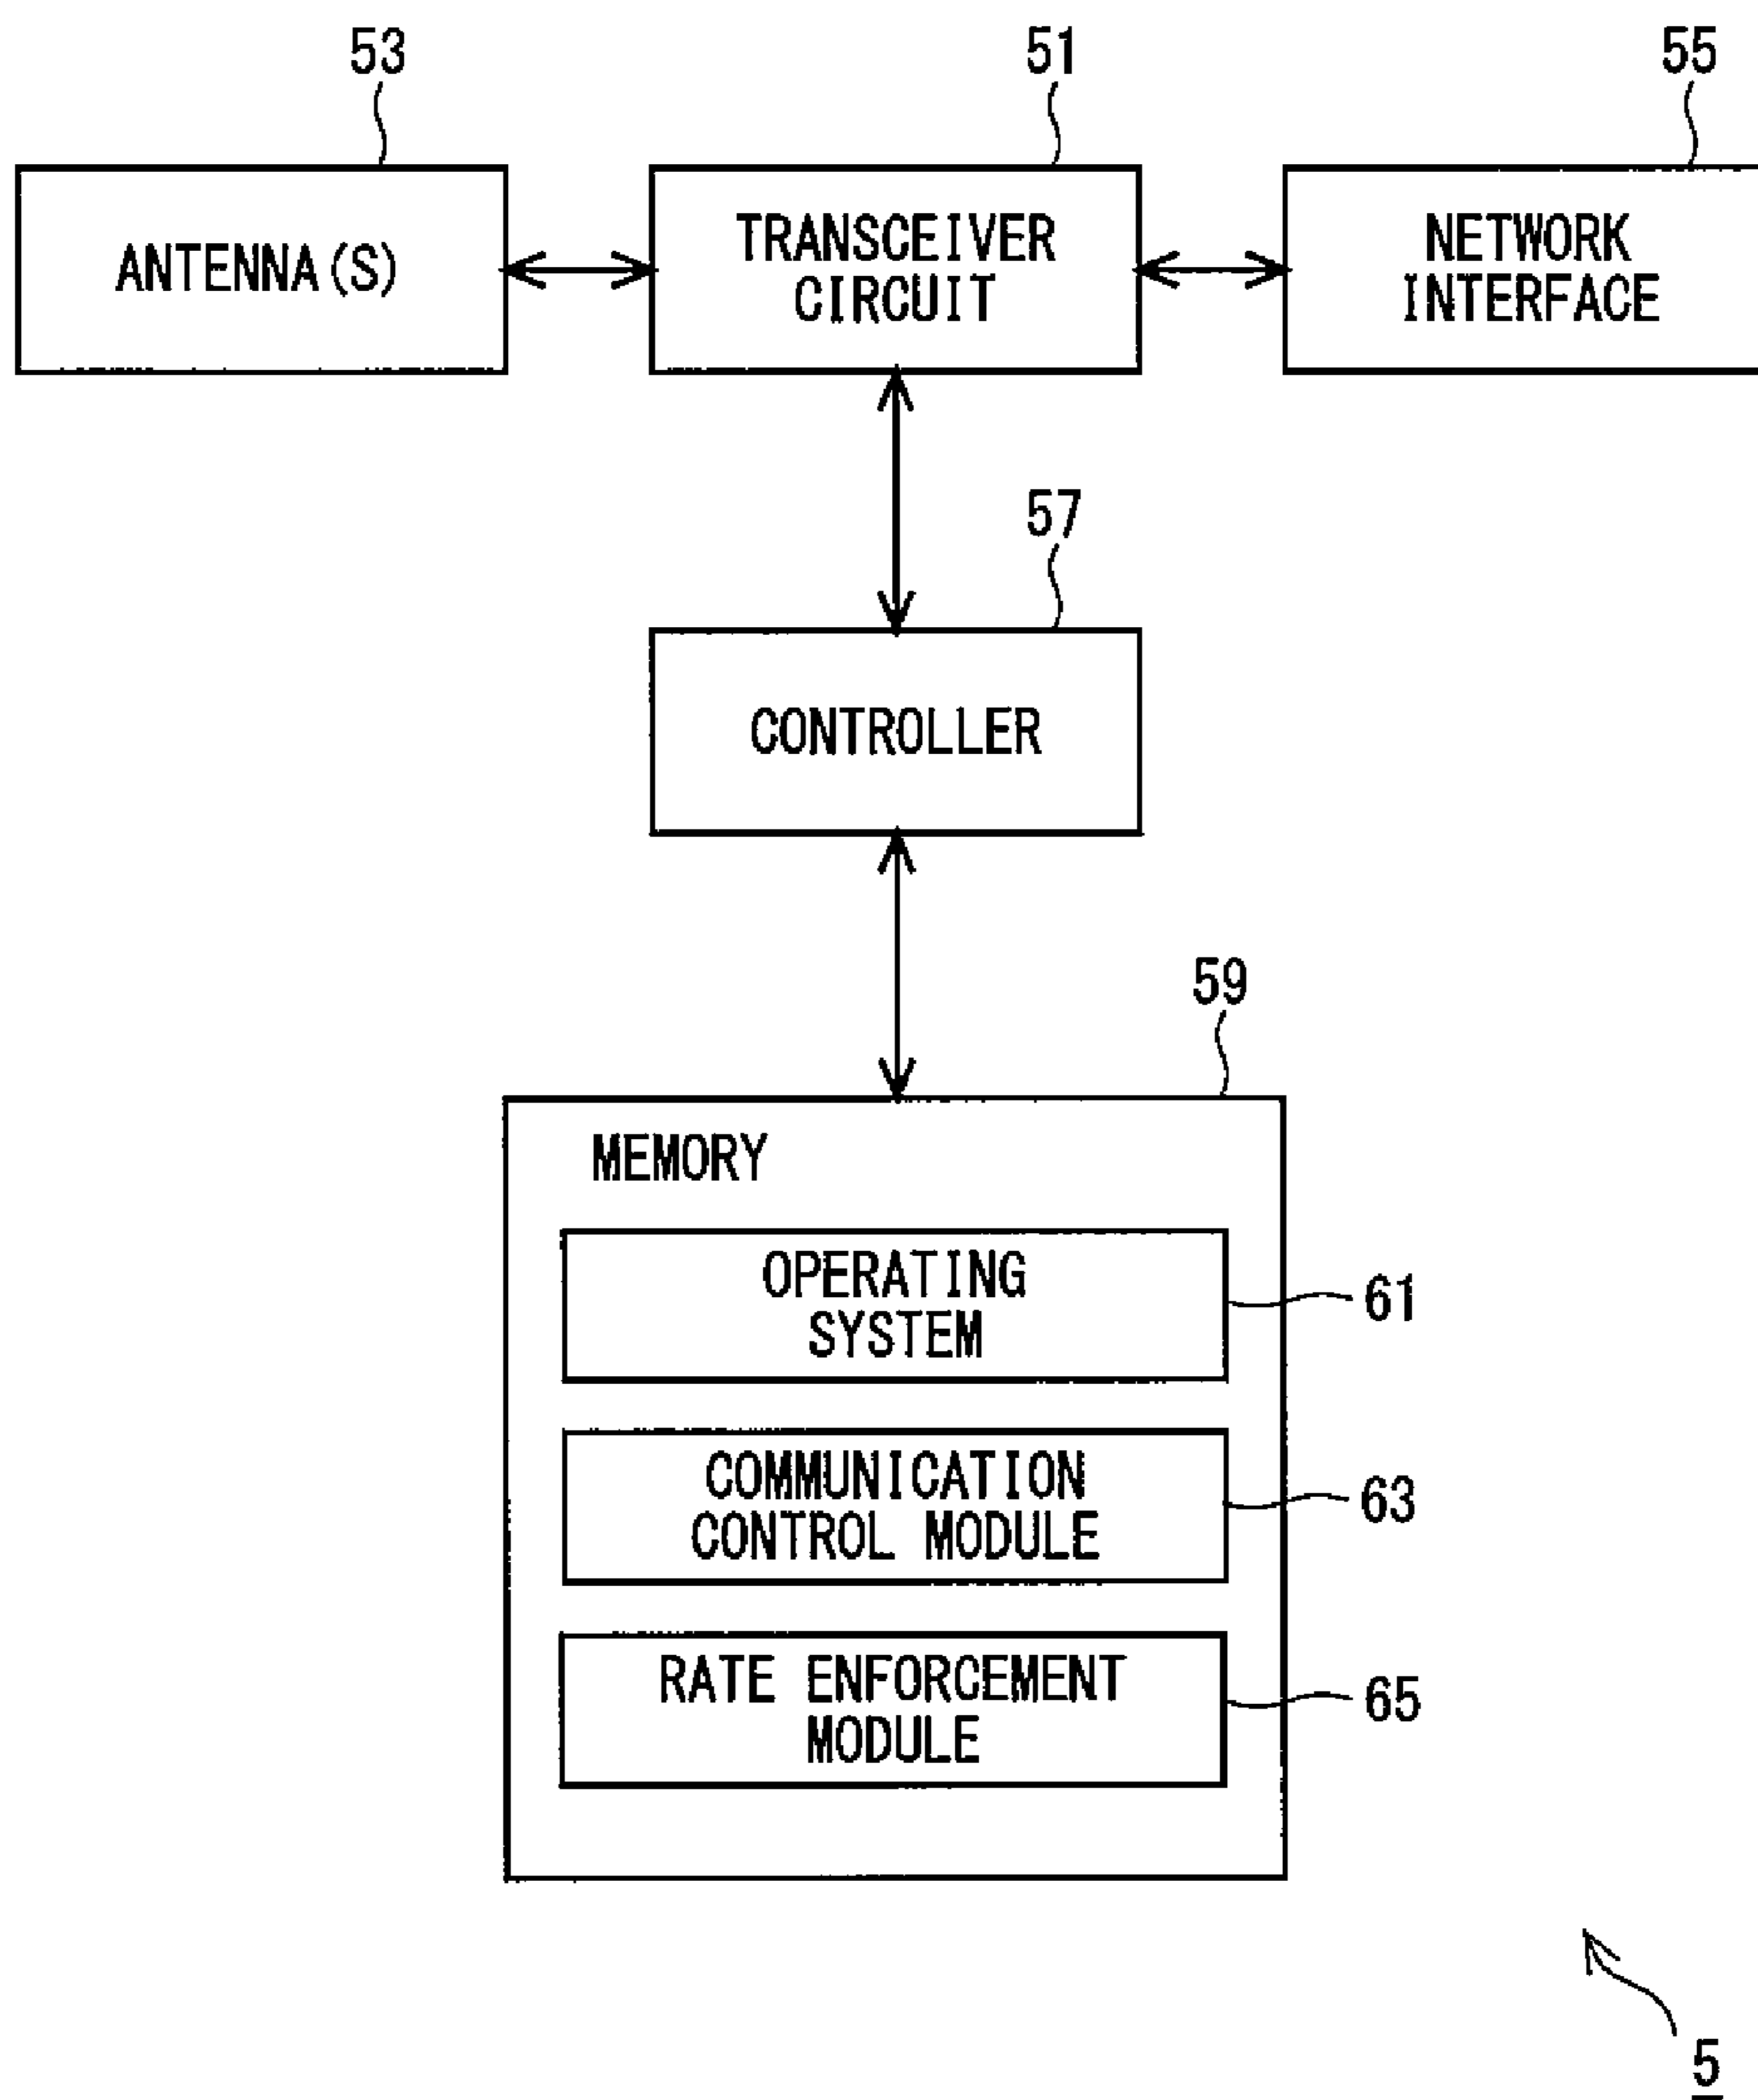 53
51
55
ANTENNA(S)
TRANSCEIVER
CIRCUIT
NETWORK
INTERFACE
57
CONTROLLER
59
MEMORY
OPERATING
SYSTEM
61
COMMUNICATION
CONTROL MODULE
63
RATE ENFORCEMENT
MODULE
65
5